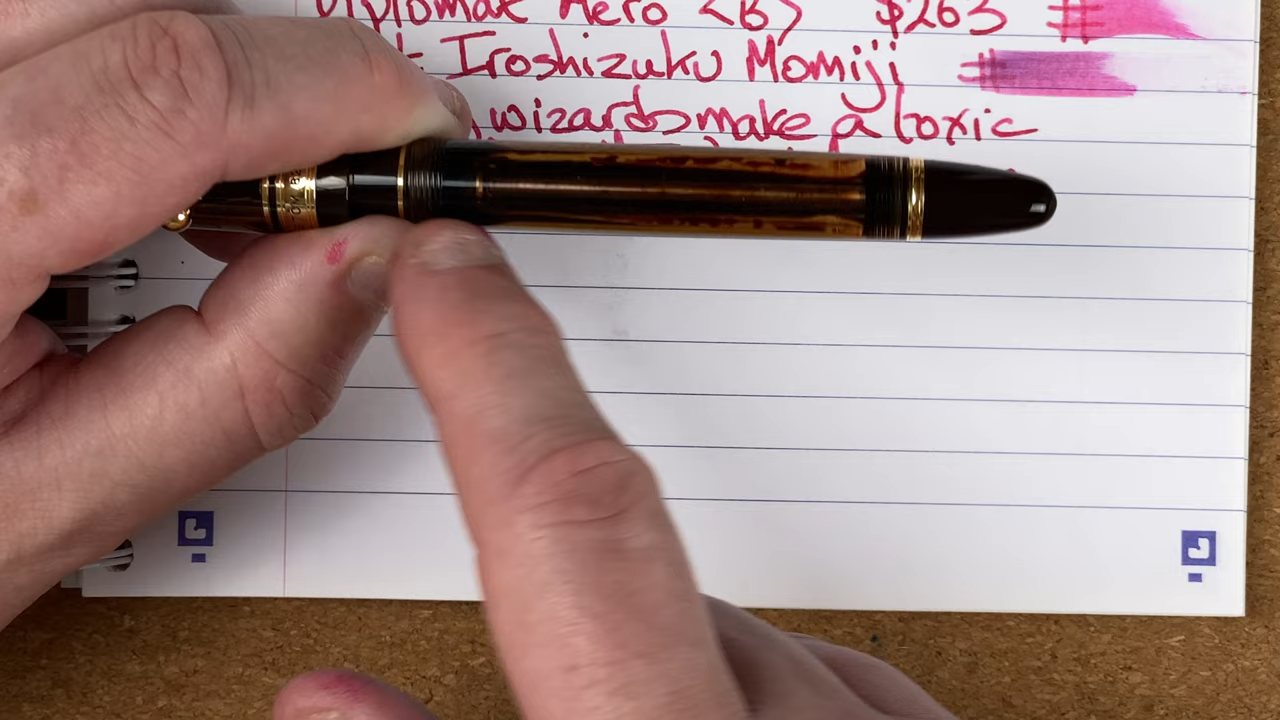 Diplomat Aero <B> $263
Iroshizuku Momiji
wizards make a toxic